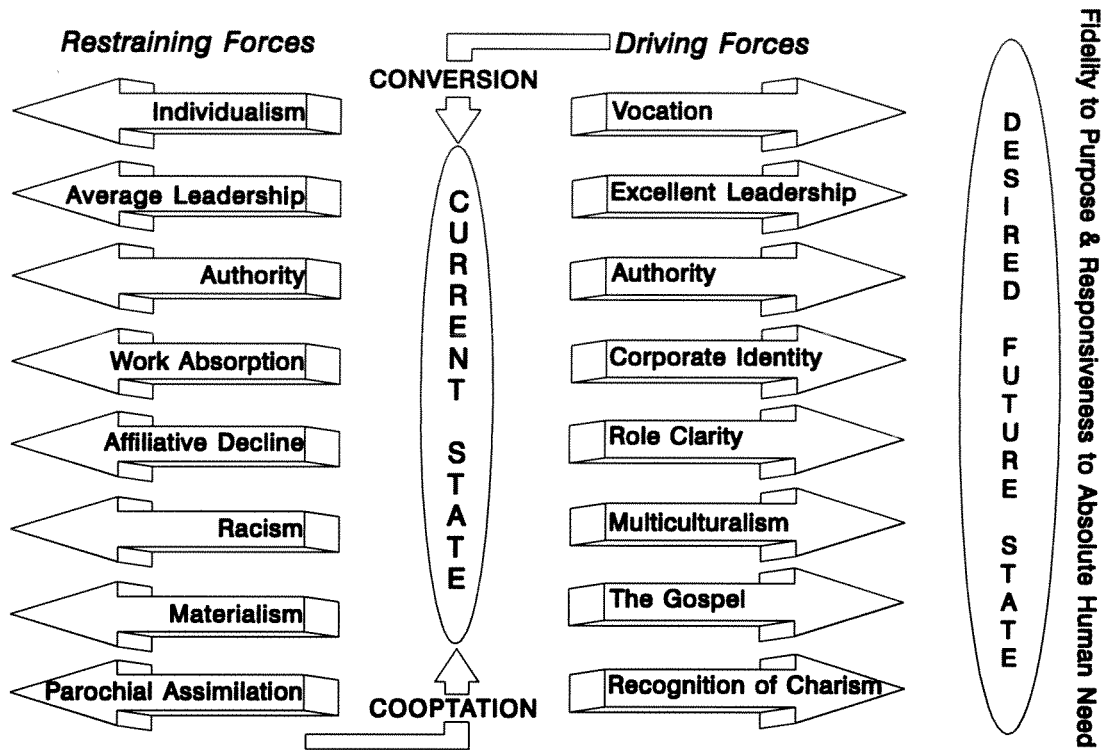 Restraining Forces
Driving Forces
CONVERSION
Individualism
Average Leadership
Authority
Work Absorption
Affiliative Decline
Racism
Materialism
Parochial Assimilation
CURRENT STATE
COOPTATION
Vocation
Excellent Leadership
Authority
Corporate Identity
Role Clarity
Multiculturalism
The Gospel
Recognition of Charism
DESIRED FUTURE STATE
Fidelity to Purpose & Responsiveness to Absolute Human Need